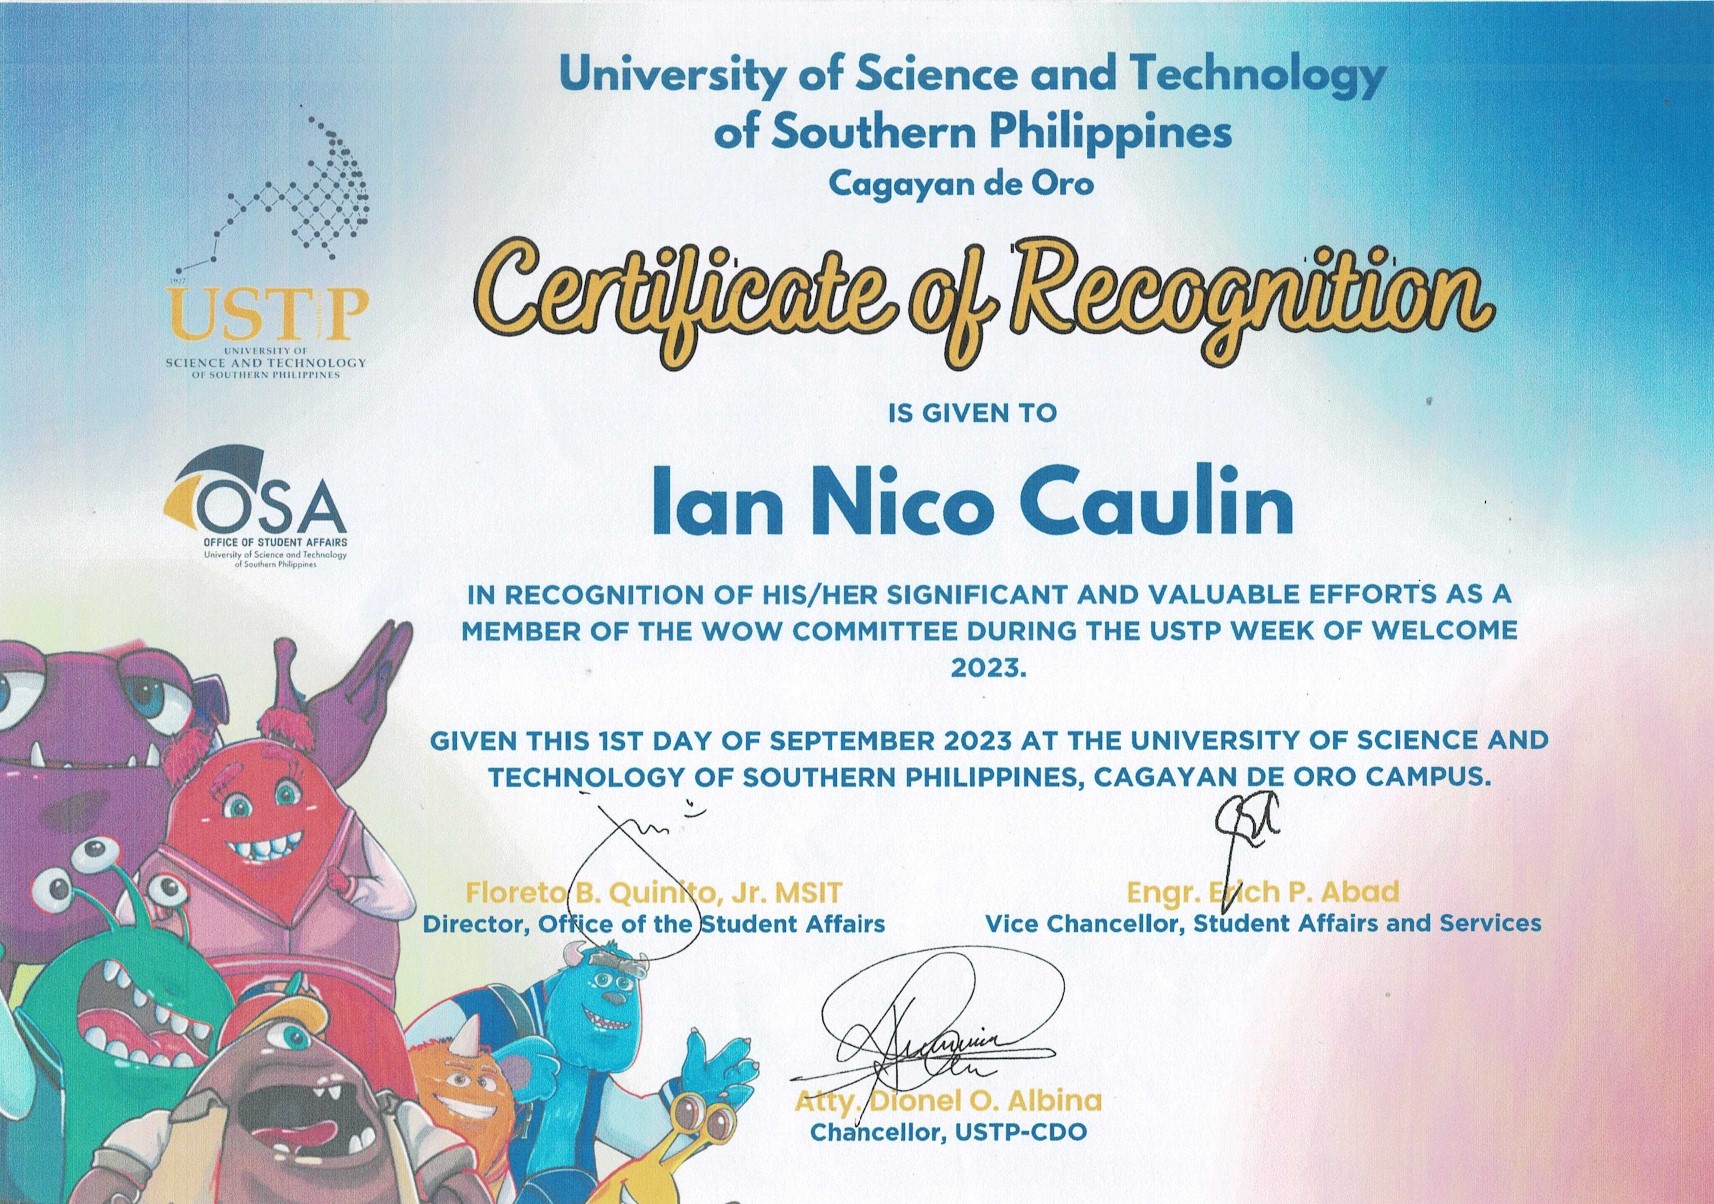 University of Science and Technology
of Southern Philippines
Cagayan de Oro
1927
USTP
UNIVERSITY OF
SCIENCE AND TECHNOLOGY
OF SOUTHERN PHILIPPINES
Certificate of Recognition
IS GIVEN TO
Ian Nico Caulin
OSA
OFFICE OF STUDENT AFFAIRS
University of Science and Technology
of Southern Philippines
IN RECOGNITION OF HIS/HER SIGNIFICANT AND VALUABLE EFFORTS AS A
MEMBER OF THE WOW COMMITTEE DURING THE USTP WEEK OF WELCOME
2023.
GIVEN THIS 1ST DAY OF SEPTEMBER 2023 AT THE UNIVERSITY OF SCIENCE AND
TECHNOLOGY OF SOUTHERN PHILIPPINES, CAGAYAN DE ORO CAMPUS.
Floreto B. Quinito, Jr. MSIT
Director, Office of the Student Affairs
Engr. Erich P. Abad
Vice Chancellor, Student Affairs and Services
Atty. Dionel O. Albina
Chancellor, USTP-CDO